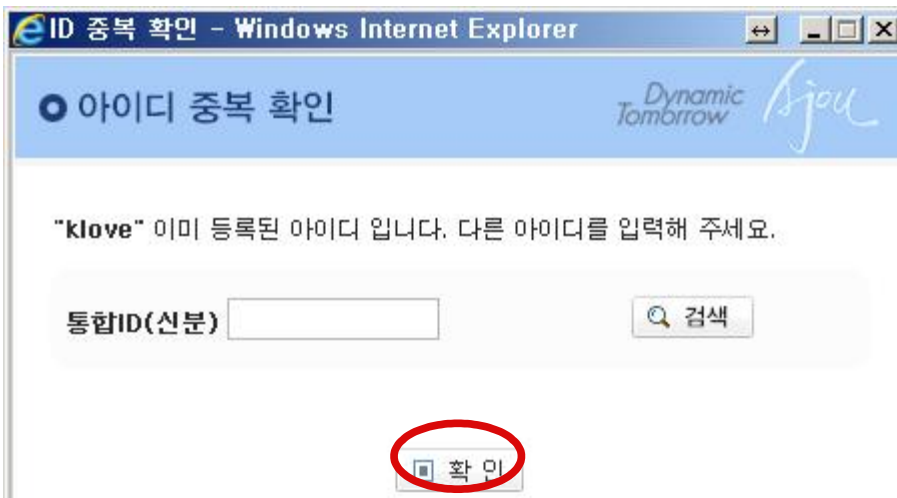 ID 중복 확인 - Windows Internet Explorer
아이디 중복 확인
Dynamic
Tomorrow
Ajou
"klove" 이미 등록된 아이디 입니다. 다른 아이디를 입력해 주세요.
통합ID(신분)
검색
확 인